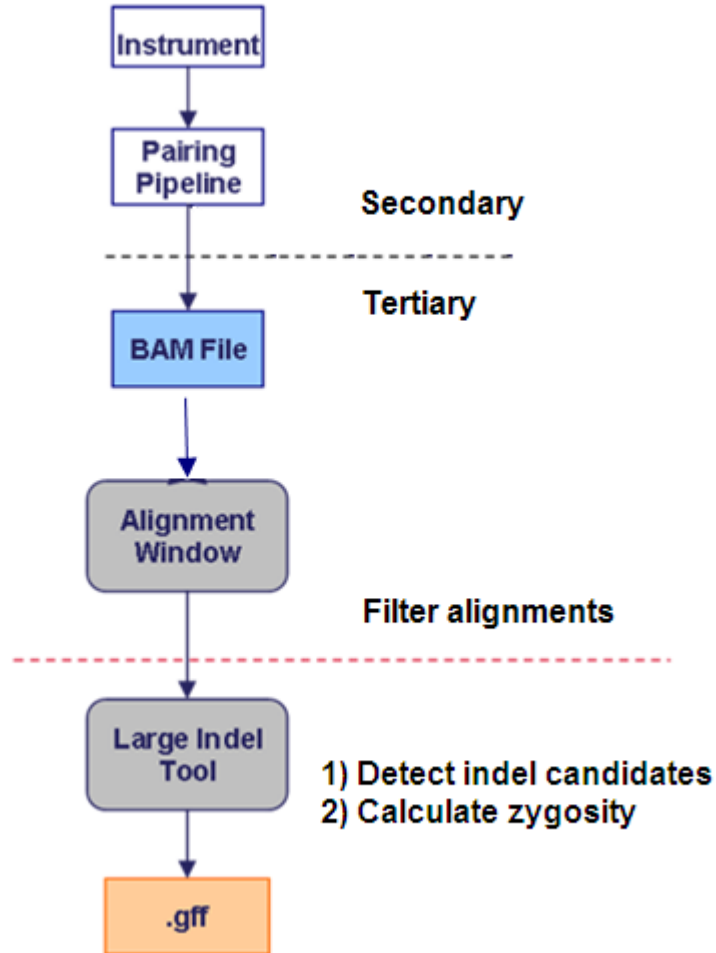 Instrument
Pairing
Pipeline
Secondary
Tertiary
BAM File
Alignment
Window
Filter alignments
Large Indel
Tool
1) Detect indel candidates
2) Calculate zygosity
.gff